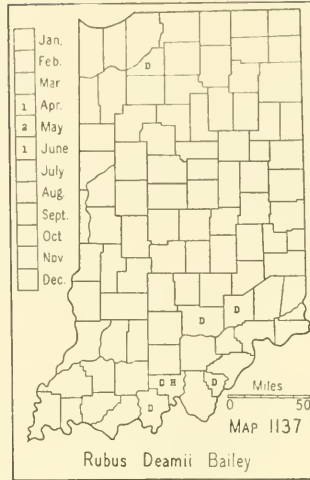 Jan.
Feb.
Mar
1 Apr.
2 May
1 June
July
Aug.
Sept.
Oct
Nov
Dec.
D
D D
D H D
D
Miles
0 50
MAP 1137
Rubus Deamii Bailey